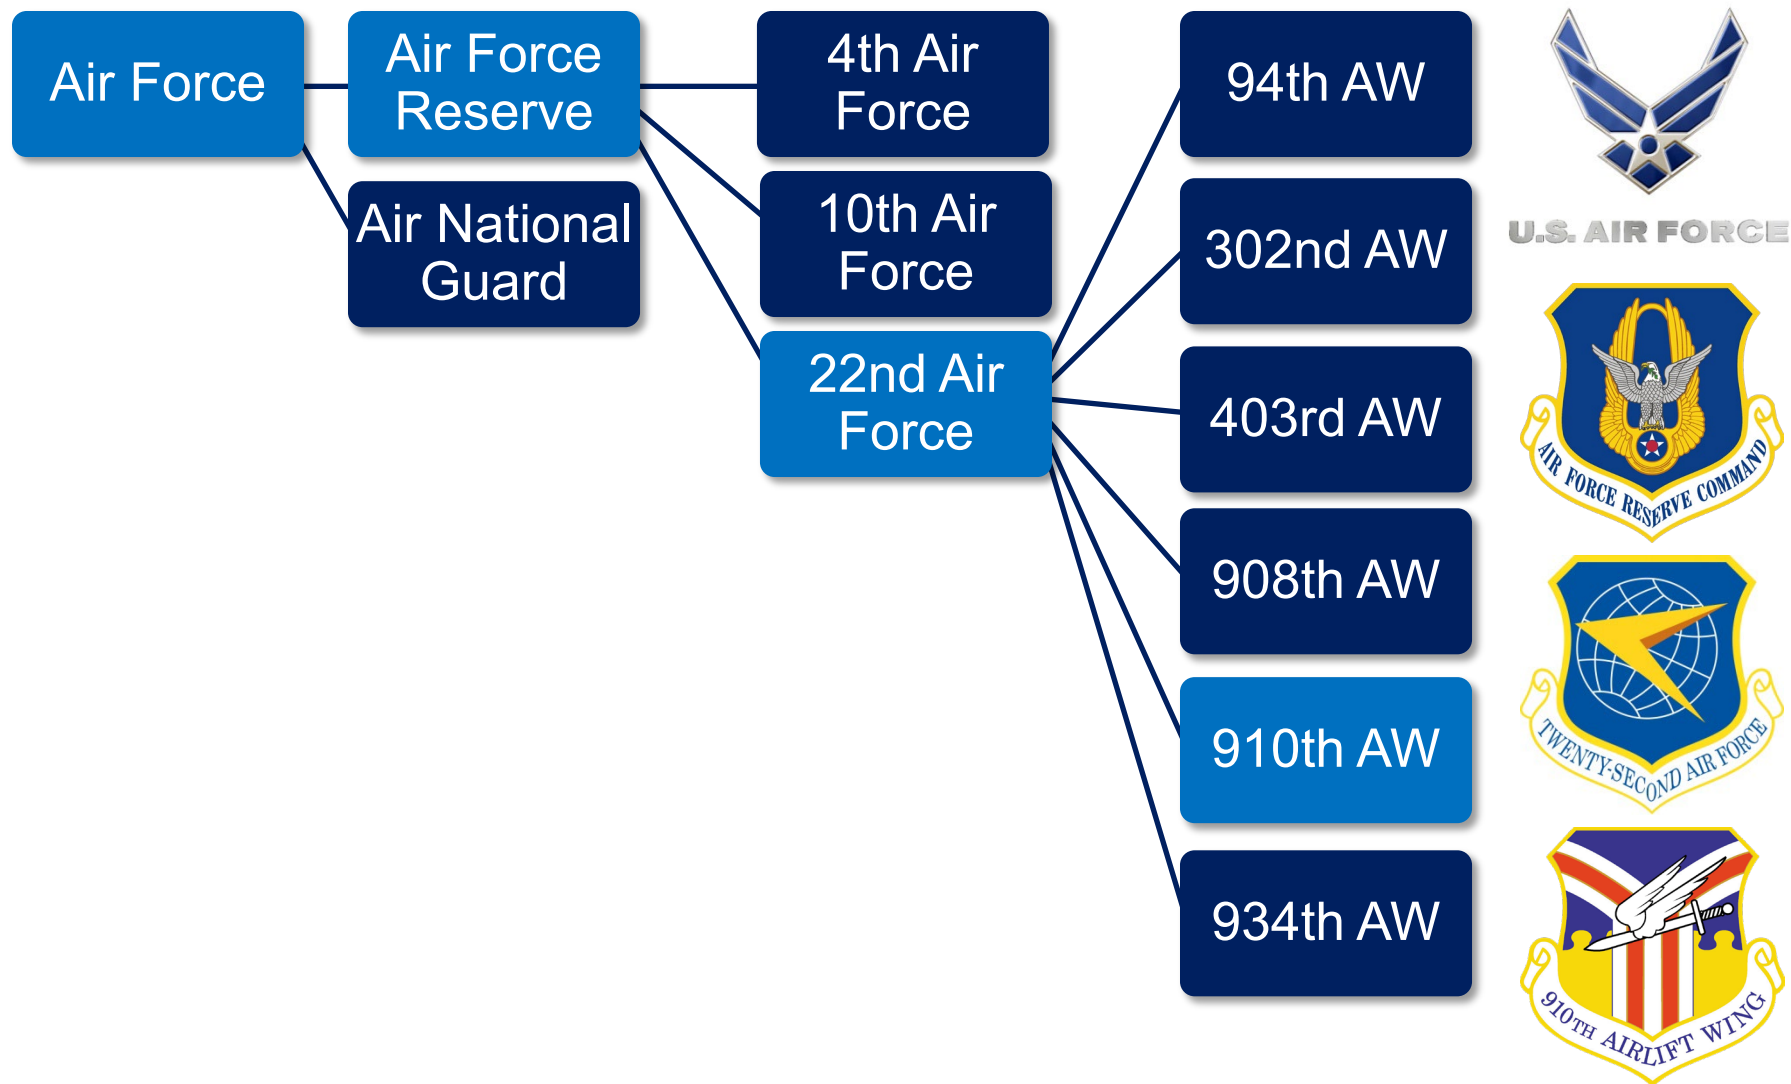 Air Force
Air Force
Reserve
Air National
Guard
4th Air
Force
10th Air
Force
22nd Air
Force
94th AW
302nd AW
403rd AW
908th AW
910th AW
934th AW
U.S. AIR FORCE
AIR FORCE RESERVE COMMAND
TWENTY-SECOND AIR FORCE
910TH AIRLIFT WING